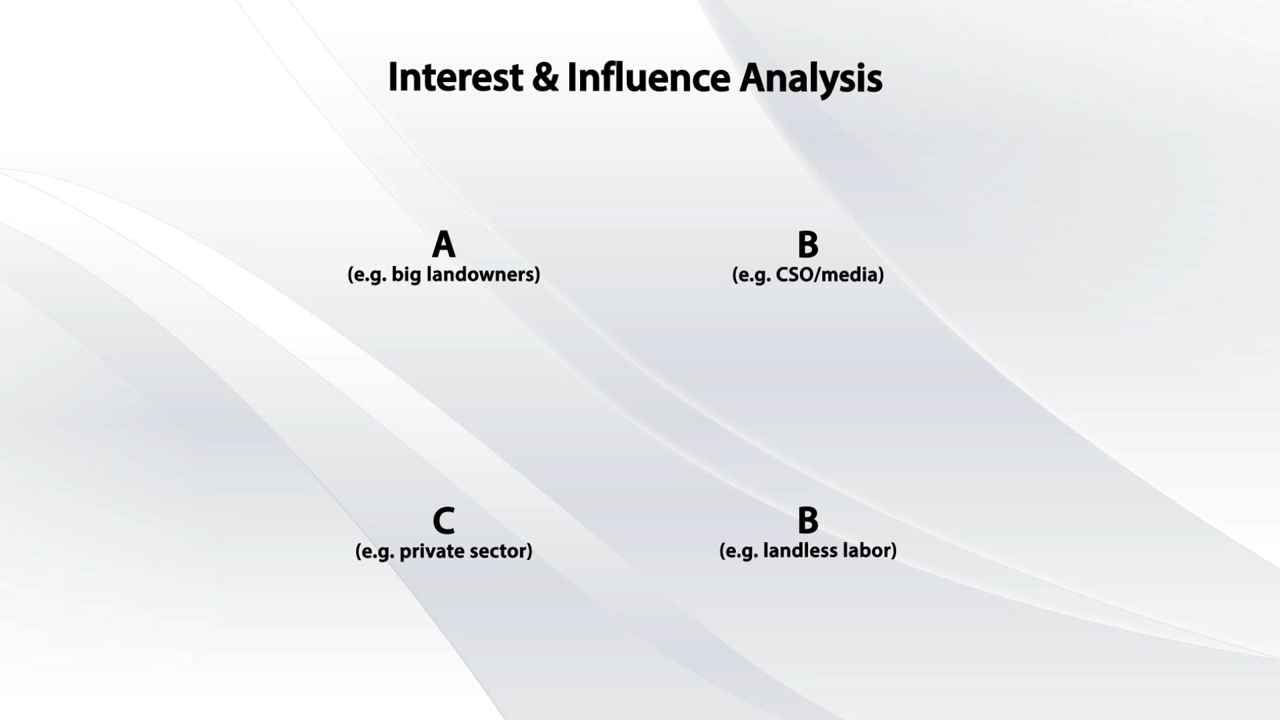 Interest & Influence Analysis
A
(e.g. big landowners)
B
(e.g. CSO/media)
C
(e.g. private sector)
B
(e.g. landless labor)